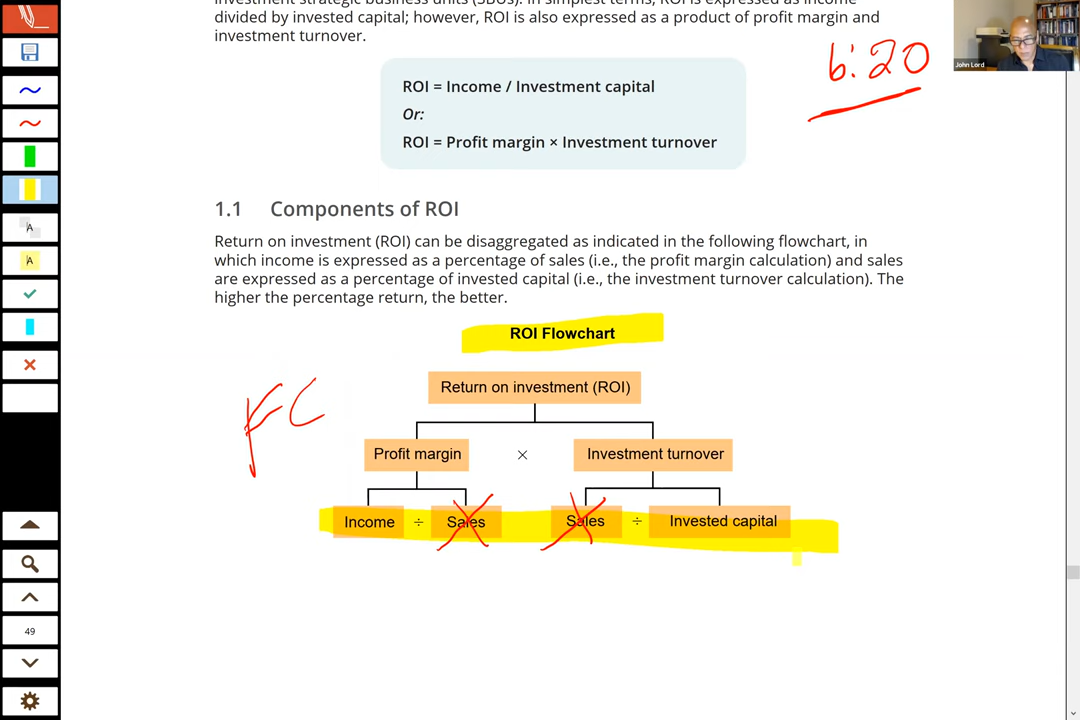 investment strategic business units (SBUs). In simplest terms, ROI is expressed as income
divided by invested capital; however, ROI is also expressed as a product of profit margin and
investment turnover.
6:20
John Lord
ROI = Income / Investment capital
Or:
ROI = Profit margin × Investment turnover
1.1 Components of ROI
Return on investment (ROI) can be disaggregated as indicated in the following flowchart, in
which income is expressed as a percentage of sales (i.e., the profit margin calculation) and sales
are expressed as a percentage of invested capital (i.e., the investment turnover calculation). The
higher the percentage return, the better.
ROI Flowchart
FC
Return on investment (ROI)
Profit margin × Investment turnover
Income ÷ Sales Sales ÷ Invested capital
A
A
49